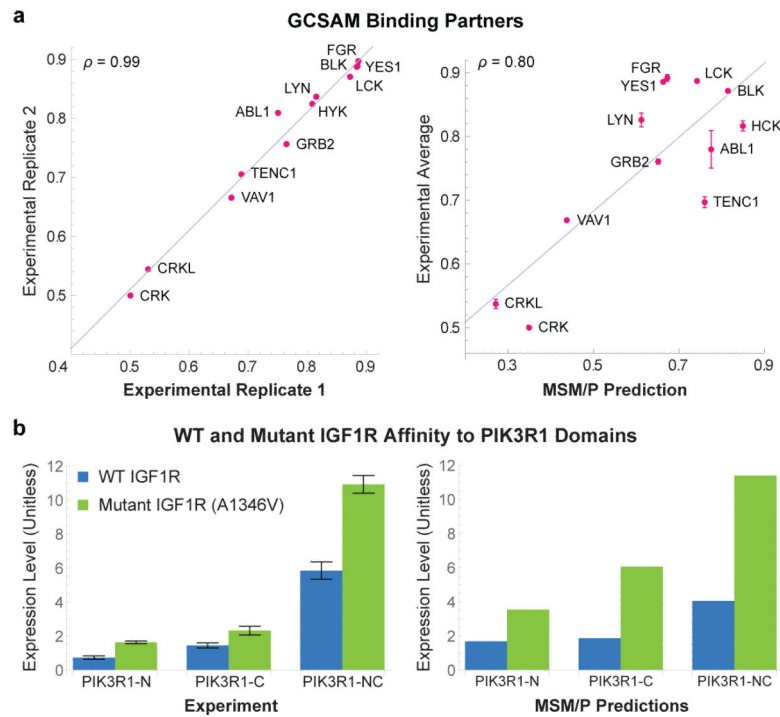 a
GCSAM Binding Partners
ρ = 0.99
Experimental Replicate 2
0.9
0.8
0.7
0.6
0.5
0.4
0.5
0.6
0.7
0.8
0.9
Experimental Replicate 1
FGR
BLK
YES1
LCK
LYN
HYK
ABL1
GRB2
TENC1
VAV1
CRKL
CRK
ρ = 0.80
Experimental Average
0.9
0.8
0.7
0.6
0.5
0.3
0.5
0.7
0.9
MSM/P Prediction
FGR
YES1
LCK
BLK
LYN
HCK
GRB2
ABL1
TENC1
VAV1
CRKL
CRK
b
WT and Mutant IGF1R Affinity to PIK3R1 Domains
Expression Level (Unitless)
12
10
8
6
4
2
0
WT IGF1R
Mutant IGF1R (A1346V)
PIK3R1-N
PIK3R1-C
PIK3R1-NC
Experiment
Expression Level (Unitless)
12
10
8
6
4
2
0
PIK3R1-N
PIK3R1-C
PIK3R1-NC
MSM/P Predictions